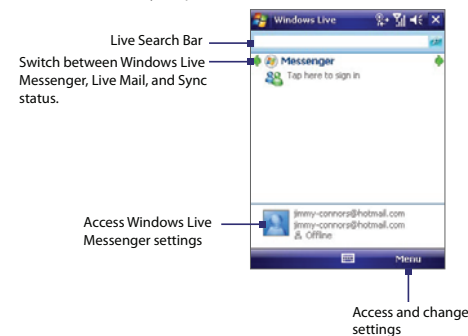 Windows Live
Live Search Bar
Switch between Windows Live
Messenger, Live Mail, and Sync
status.
Messenger
Tap here to sign in
Access Windows Live
Messenger settings
jimmy-connors@hotmail.com
jimmy-connors@hotmail.com
Offline
Menu
Access and change
settings